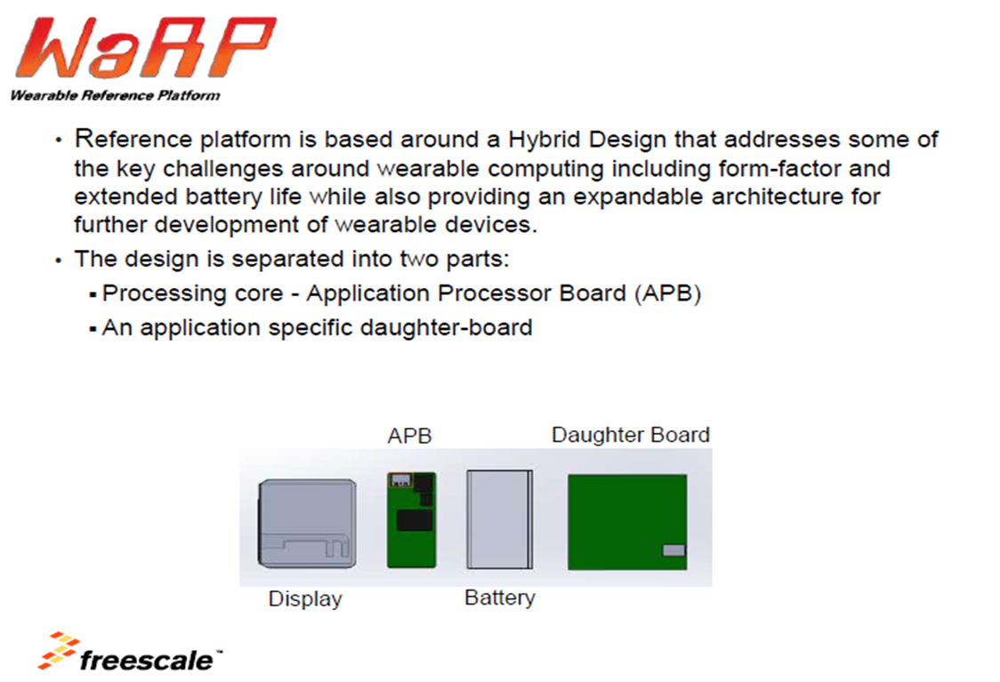 WaRP
Wearable Reference Platform
• Reference platform is based around a Hybrid Design that addresses some of
the key challenges around wearable computing including form-factor and
extended battery life while also providing an expandable architecture for
further development of wearable devices.
• The design is separated into two parts:
▪ Processing core - Application Processor Board (APB)
▪ An application specific daughter-board
APB Daughter Board
Display Battery
freescale™